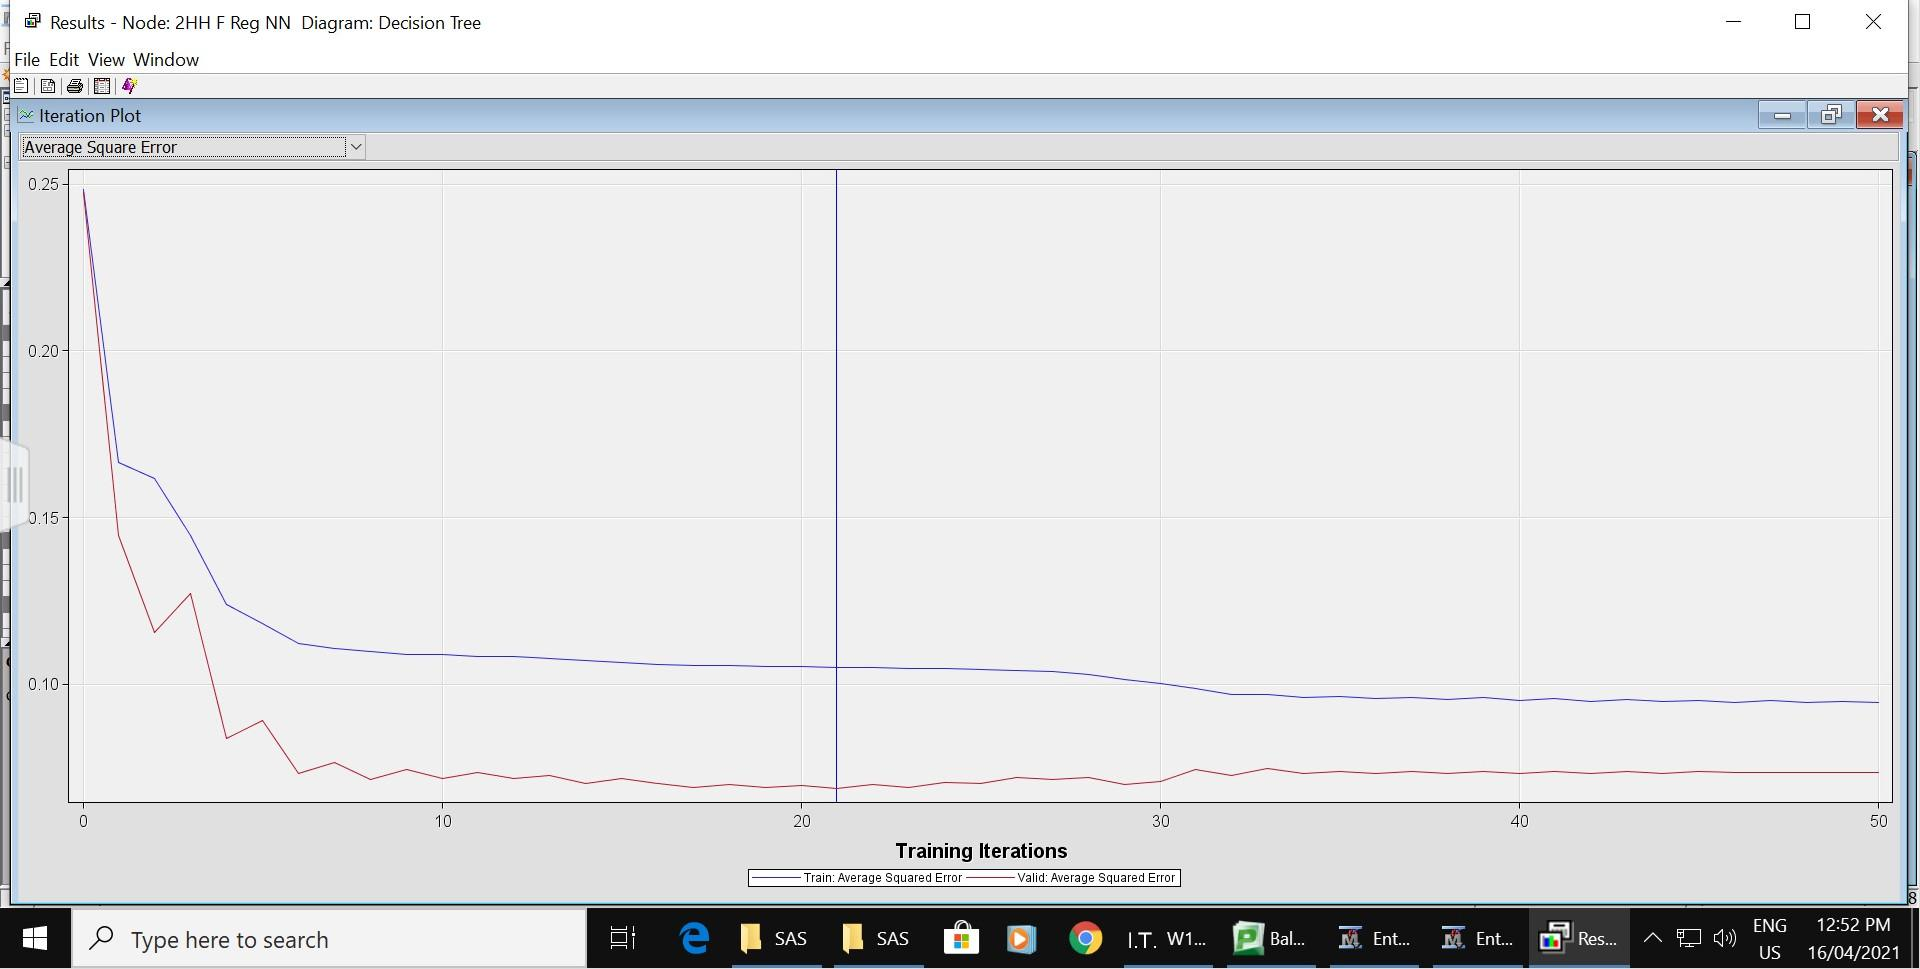 Results - Node: 2HH F Reg NN Diagram: Decision Tree
File Edit View Window
Iteration Plot
Average Square Error
0.25
0.20
0.15
0.10
0 10 20 30 40 50
Training Iterations
Train: Average Squared Error Valid: Average Squared Error
Type here to search
SAS
SAS
I.T. W1...
Bal...
Ent...
Ent...
Res...
ENG
US
12:52 PM
16/04/2021